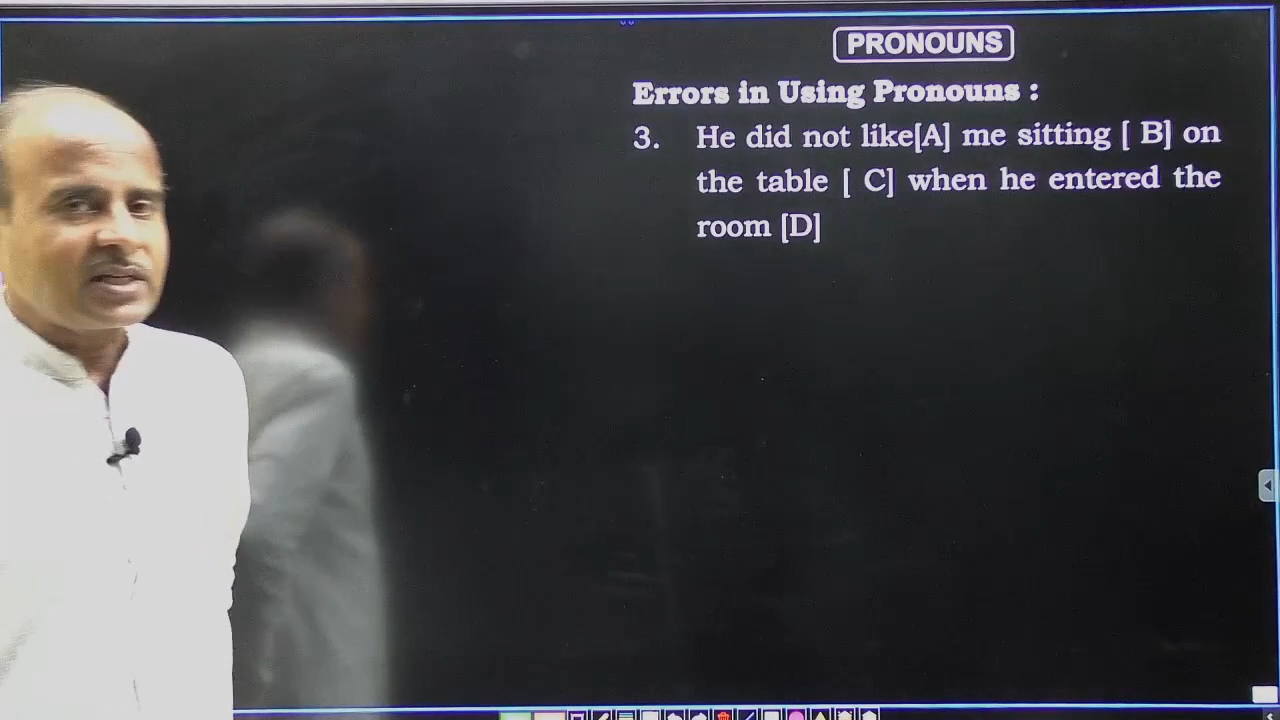 PRONOUNS
Errors in Using Pronouns :
3. He did not like[A] me sitting [ B] on
the table [ C] when he entered the
room [D]